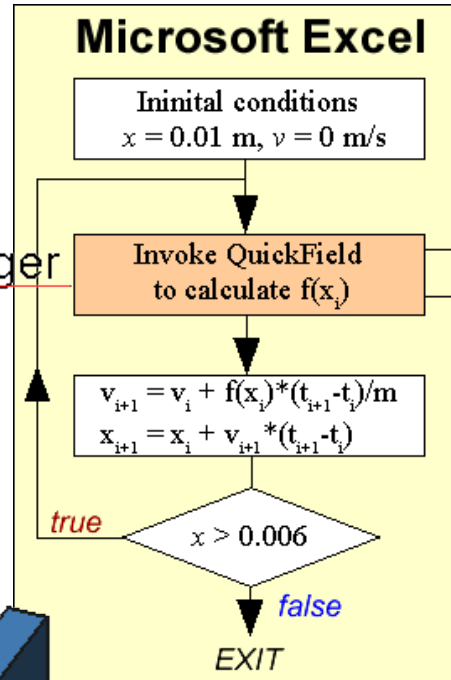 Microsoft Excel
Ininital conditions
x = 0.01 m, v = 0 m/s
ger
Invoke QuickField
to calculate f(xᵢ)
vᵢ₊₁ = vᵢ + f(xᵢ)*(tᵢ₊₁-tᵢ)/m
xᵢ₊₁ = xᵢ + vᵢ₊₁*(tᵢ₊₁-tᵢ)
true
x > 0.006
false
EXIT